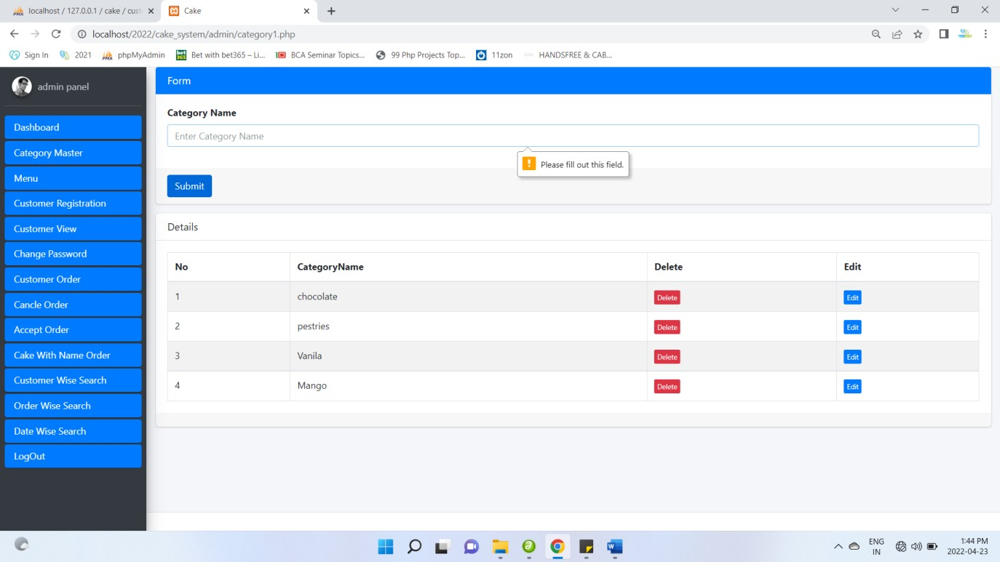 localhost / 127.0.0.1 / cake / cust
Cake
localhost/2022/cake_system/admin/category1.php
Sign In 2021 phpMyAdmin bet365 Bet with bet365 – Li... BCA Seminar Topics... 99 Php Projects Top... 11zon HANDSFREE & CAB...
admin panel
Dashboard
Category Master
Menu
Customer Registration
Customer View
Change Password
Customer Order
Cancle Order
Accept Order
Cake With Name Order
Customer Wise Search
Order Wise Search
Date Wise Search
LogOut
Form
Category Name
Enter Category Name
Please fill out this field.
Submit
Details
No CategoryName Delete Edit
1 chocolate Delete Edit
2 pestries Delete Edit
3 Vanila Delete Edit
4 Mango Delete Edit
ENG
IN
1:44 PM
2022-04-23